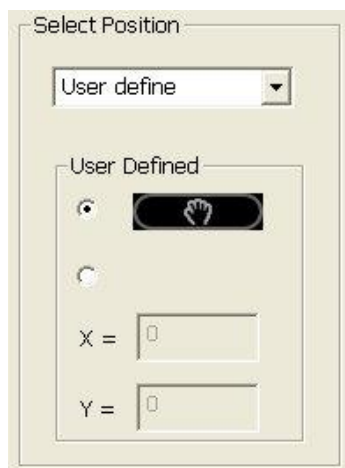 Select Position
User define
User Defined
X = 0
Y = 0